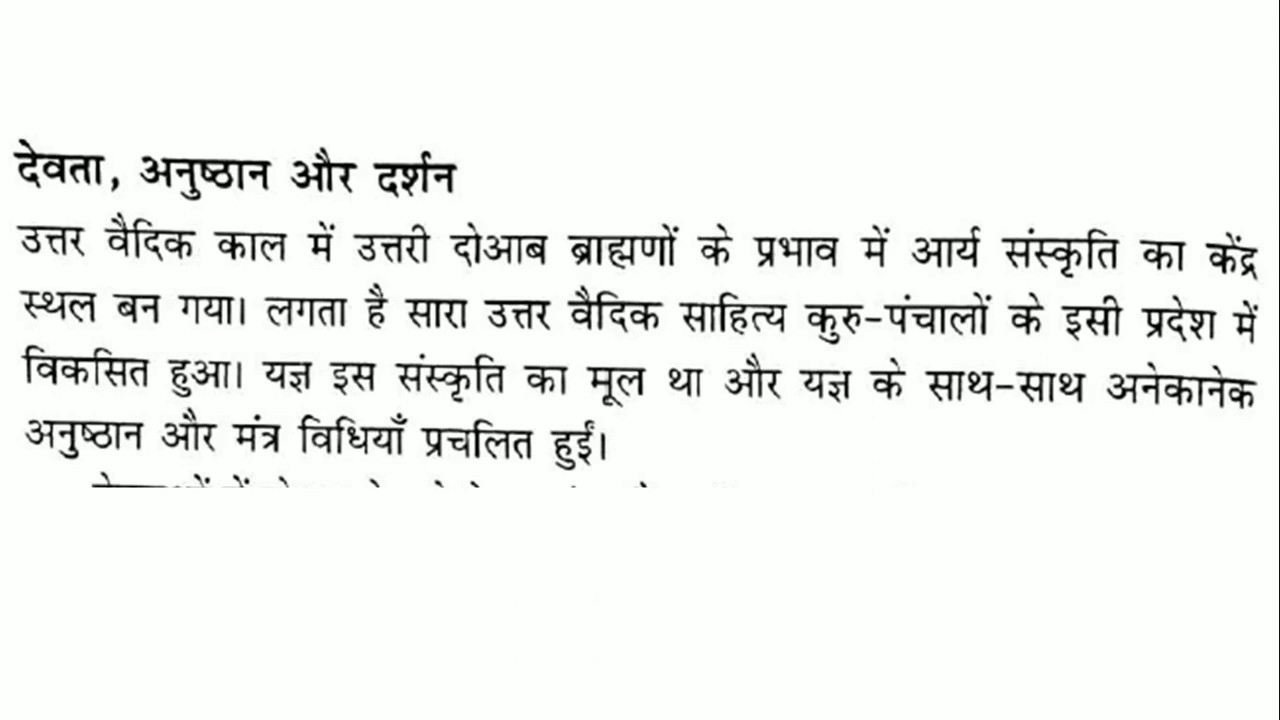 देवता, अनुष्ठान और दर्शन
उत्तर वैदिक काल में उत्तरी दोआब ब्राह्मणों के प्रभाव में आर्य संस्कृति का केंद्र
स्थल बन गया। लगता है सारा उत्तर वैदिक साहित्य कुरु-पंचालों के इसी प्रदेश में
विकसित हुआ। यज्ञ इस संस्कृति का मूल था और यज्ञ के साथ-साथ अनेकानेक
अनुष्ठान और मंत्र विधियाँ प्रचलित हुईं।